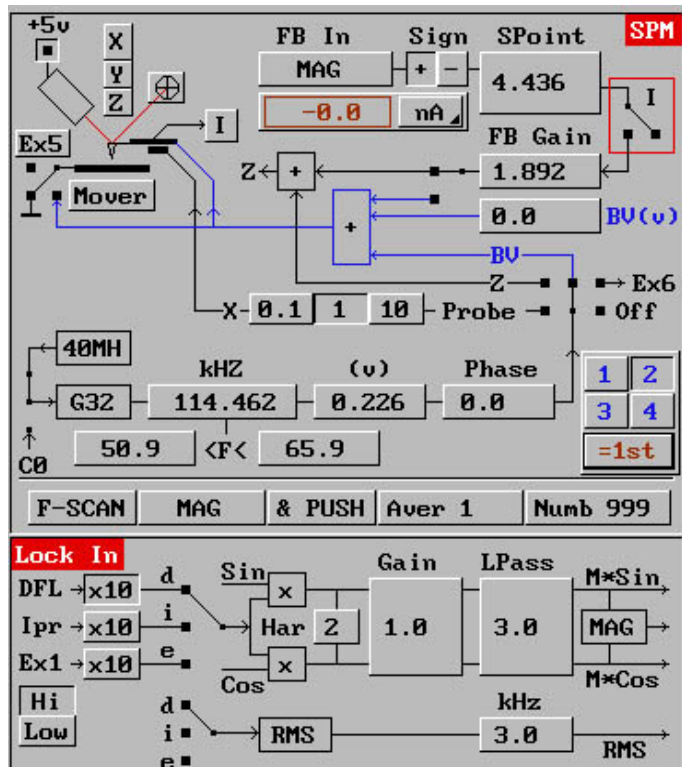 +5v X FB In Sign SPoint SPM
Y MAG + - 4.436 I
Z -0.0 nA
I FB Gain
Ex5 Z + 1.892
Mover + 0.0 BV(v)
BV
Z Ex6
X 0.1 1 10 Probe Off
40MH kHZ (v) Phase 1 2
G32 114.462 0.226 0.0 3 4
C0 50.9 <F< 65.9 =1st
F-SCAN MAG & PUSH Aver 1 Numb 999
Lock In Gain LPass
DFL x10 d Sin x M*Sin
Ipr x10 i Har 2 1.0 3.0 MAG
Ex1 x10 e Cos x M*Cos
Hi d kHz
Low i RMS 3.0 RMS
e